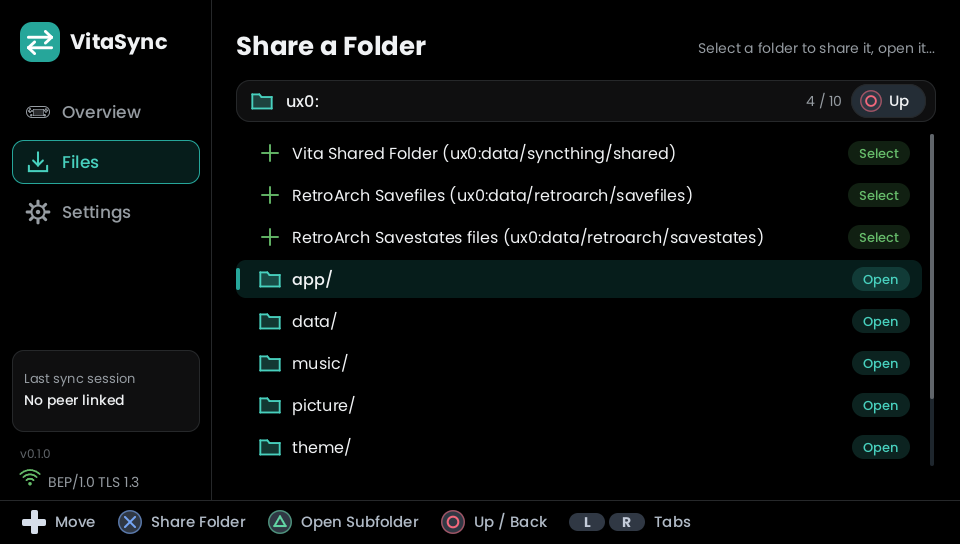 VitaSync
Overview
Files
Settings
Last sync session
No peer linked
v0.1.0
BEP/1.0 TLS 1.3
Share a Folder
Select a folder to share it, open it...
ux0:
4 / 10
Up
Vita Shared Folder (ux0:data/syncthing/shared)
Select
RetroArch Savefiles (ux0:data/retroarch/savefiles)
Select
RetroArch Savestates files (ux0:data/retroarch/savestates)
Select
app/
Open
data/
Open
music/
Open
picture/
Open
theme/
Open
Move
Share Folder
Open Subfolder
Up / Back
L
R
Tabs